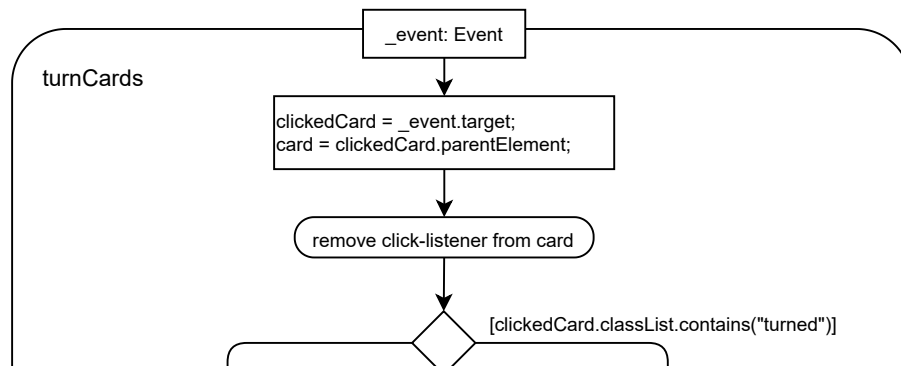 _event: Event
turnCards
clickedCard = _event.target;
card = clickedCard.parentElement;
remove click-listener from card
[clickedCard.classList.contains("turned")]